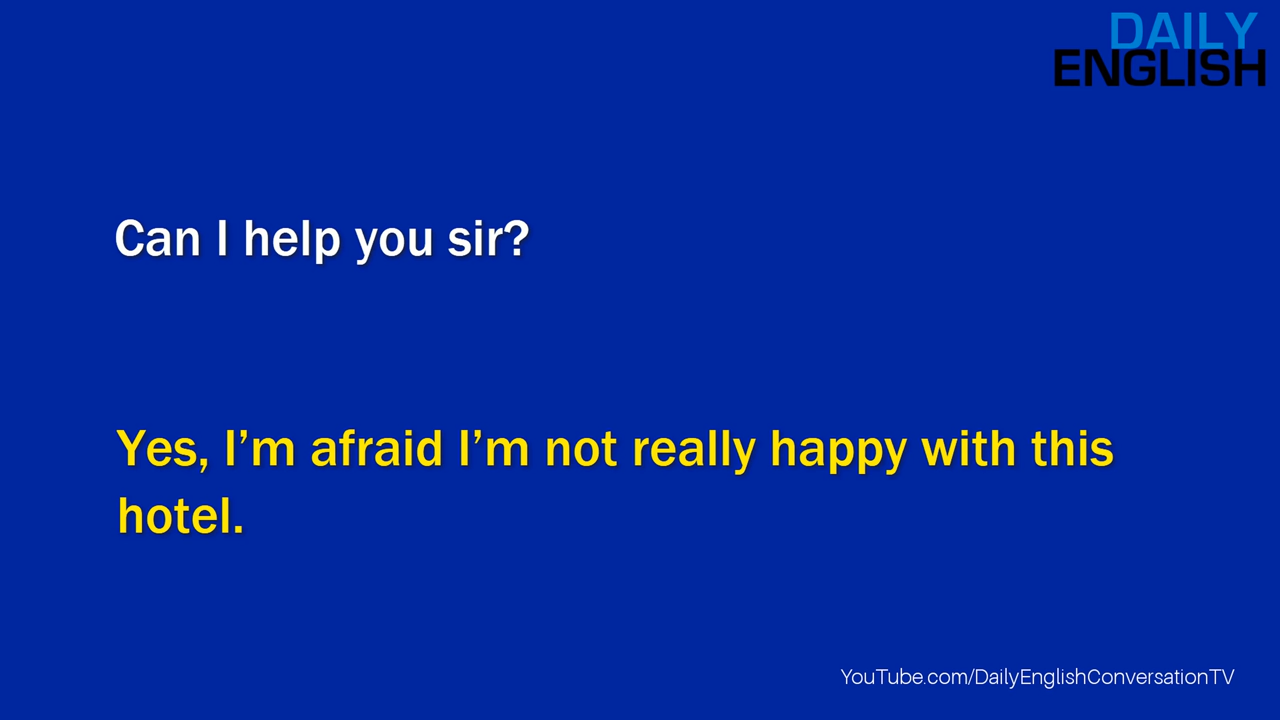 DAILY
ENGLISH
Can I help you sir?
Yes, I’m afraid I’m not really happy with this
hotel.
YouTube.com/DailyEnglishConversationTV